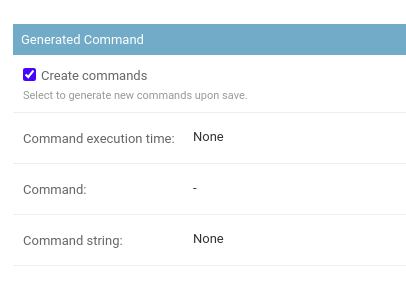 Generated Command
Create commands
Select to generate new commands upon save.
Command execution time: None
Command: -
Command string: None